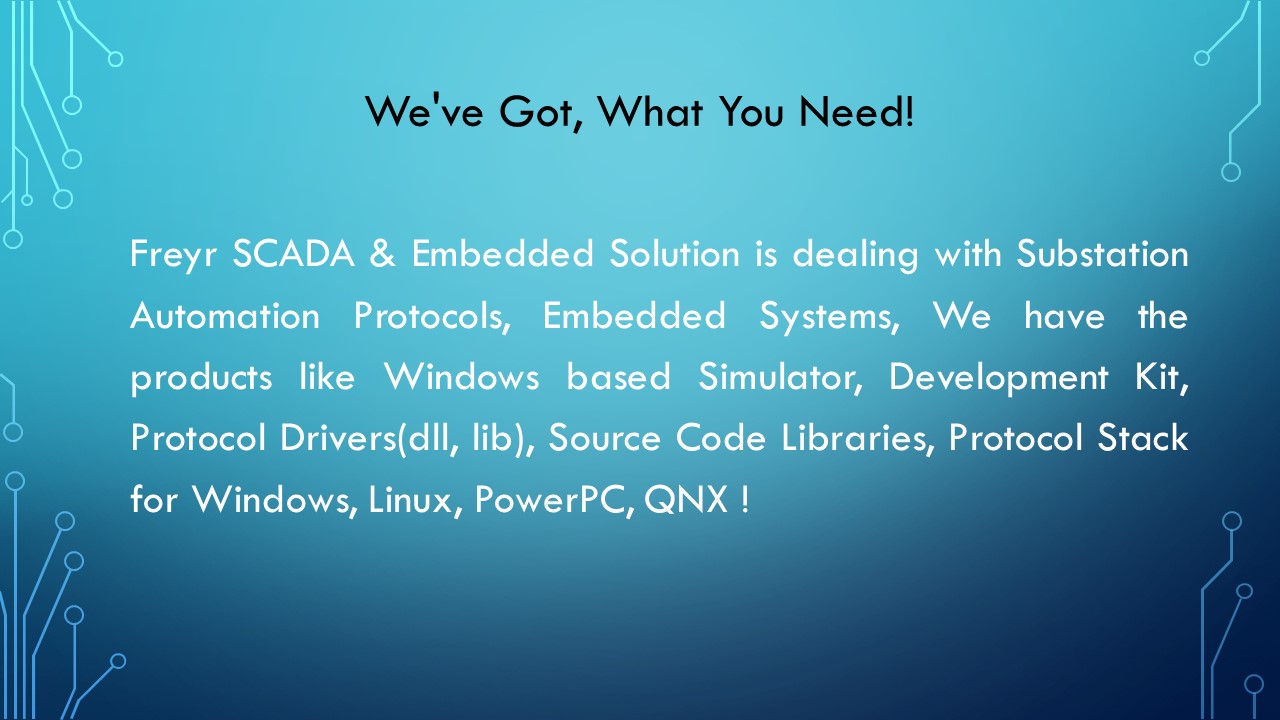 We've Got, What You Need!
Freyr SCADA & Embedded Solution is dealing with Substation
Automation Protocols, Embedded Systems, We have the
products like Windows based Simulator, Development Kit,
Protocol Drivers(dll, lib), Source Code Libraries, Protocol Stack
for Windows, Linux, PowerPC, QNX !